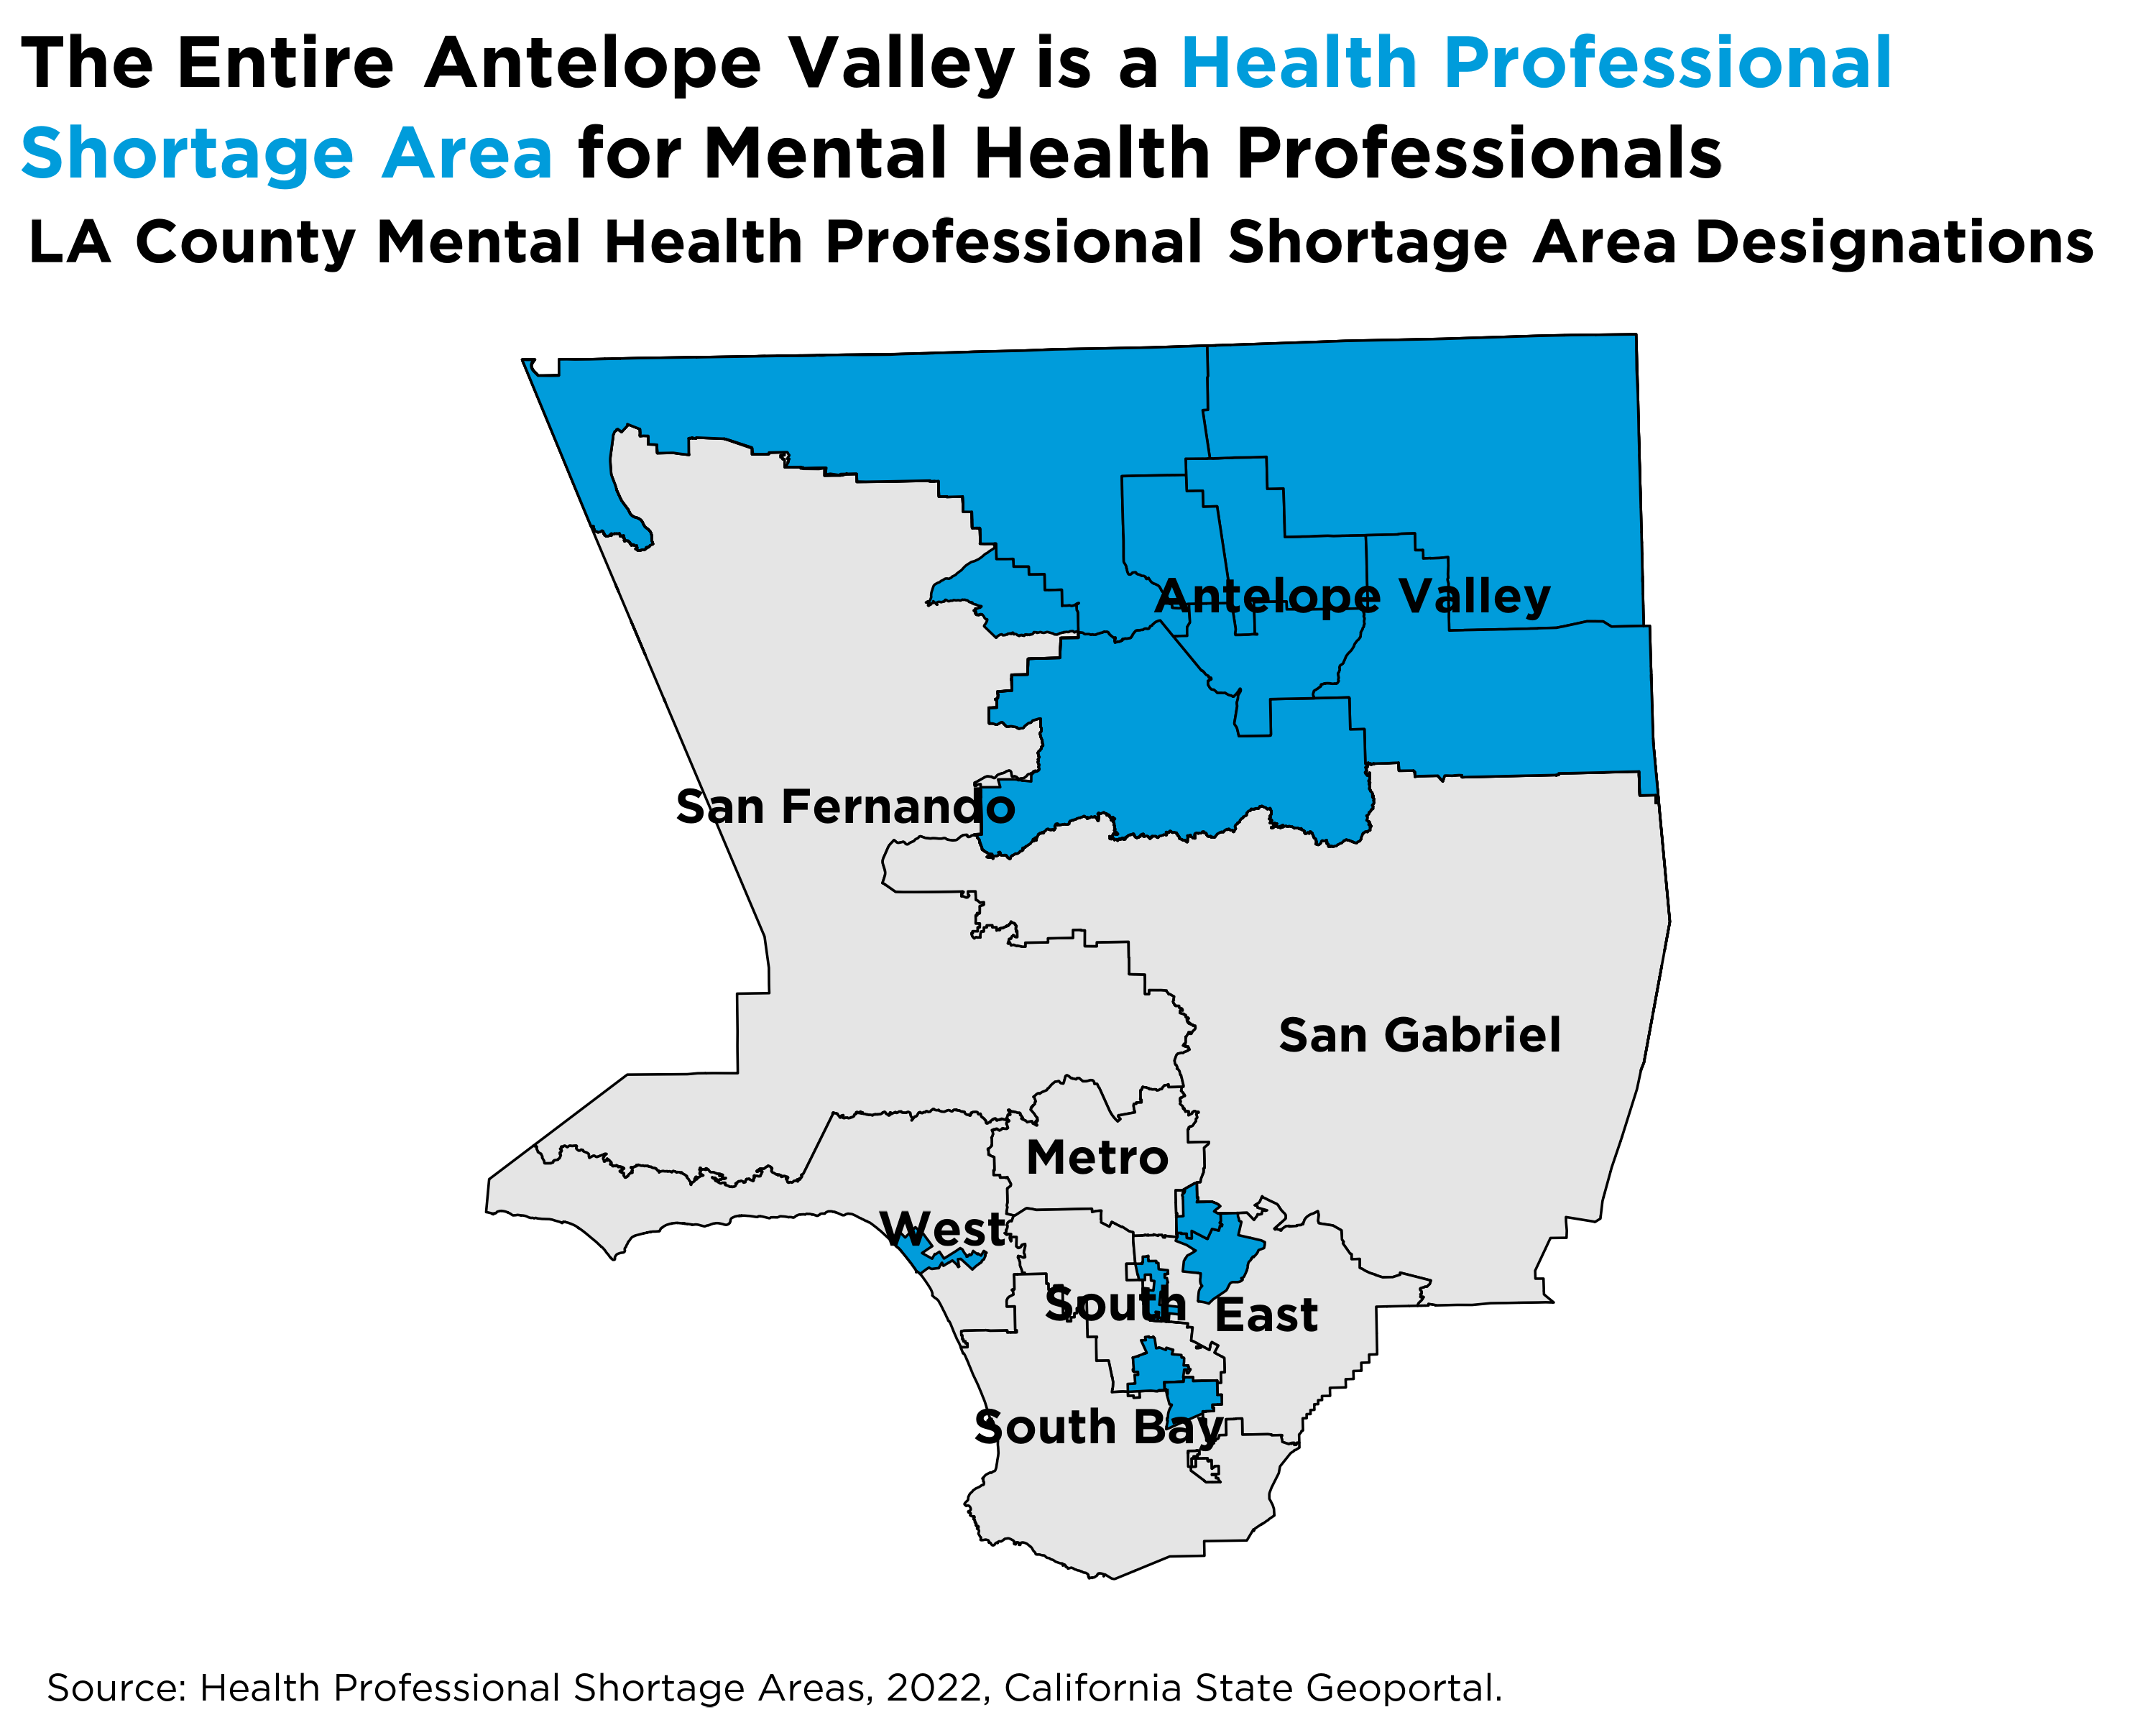 The Entire Antelope Valley is a Health Professional
Shortage Area for Mental Health Professionals
LA County Mental Health Professional Shortage Area Designations
Antelope Valley
San Fernando
San Gabriel
Metro
West
South
East
South Bay
Source: Health Professional Shortage Areas, 2022, California State Geoportal.